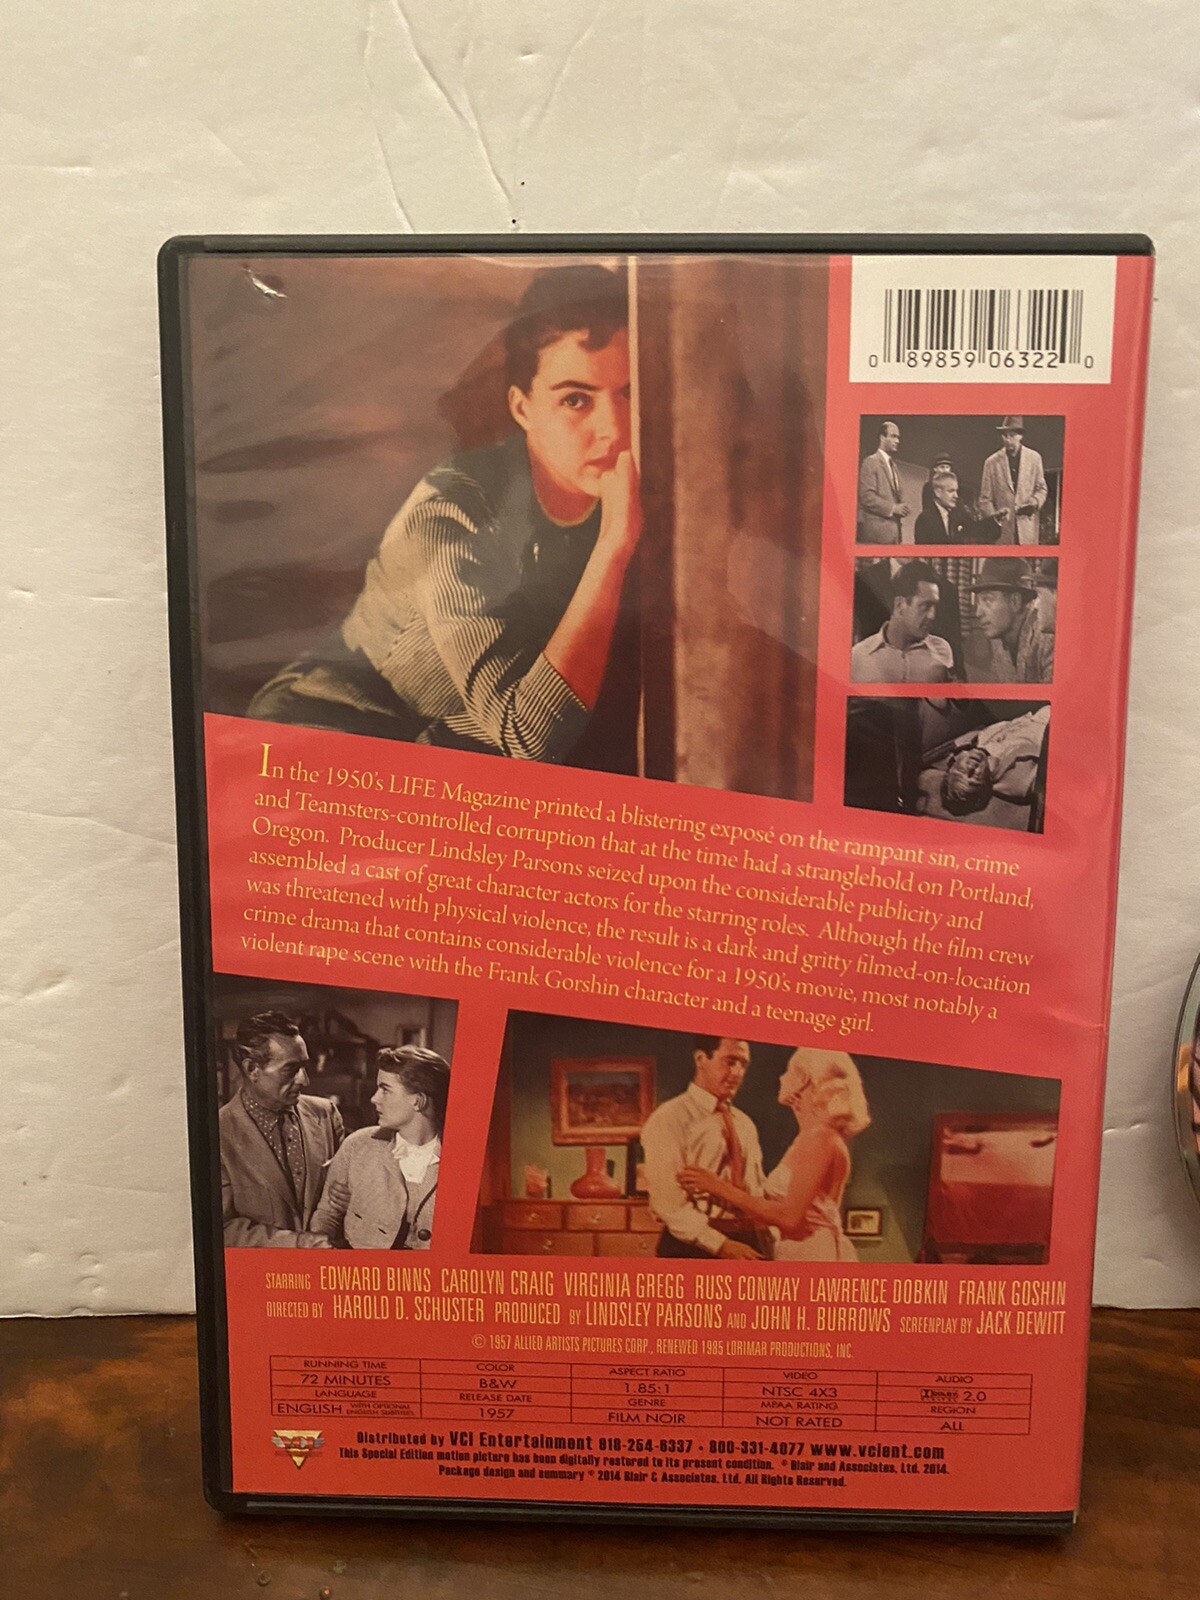 0 89859 06322 0
In the 1950's LIFE Magazine printed a blistering exposé on the rampant sin, crime
and Teamsters-controlled corruption that at the time had a stranglehold on Portland,
Oregon. Producer Lindsley Parsons seized upon the considerable publicity and
assembled a cast of great character actors for the starring roles. Although the film crew
was threatened with physical violence, the result is a dark and gritty filmed-on-location
crime drama that contains considerable violence for a 1950's movie, most notably a
violent rape scene with the Frank Gorshin character and a teenage girl.
STARRING EDWARD BINNS CAROLYN CRAIG VIRGINIA GREGG RUSS CONWAY LAWRENCE DOBKIN FRANK GOSHIN
DIRECTED BY HAROLD D. SCHUSTER PRODUCED BY LINDSLEY PARSONS AND JOHN H. BURROWS SCREENPLAY BY JACK DEWITT
© 1957 ALLIED ARTISTS PICTURES CORP., RENEWED 1985 LORIMAR PRODUCTIONS, INC.
RUNNING TIME COLOR ASPECT RATIO VIDEO AUDIO
72 MINUTES B&W 1.85:1 NTSC 4X3 2.0
LANGUAGE RELEASE DATE GENRE MPAA RATING REGION
ENGLISH WITH OPTIONAL ENGLISH SUBTITLES 1957 FILM NOIR NOT RATED ALL
VCI
Distributed by VCI Entertainment 818-254-6337 • 800-331-4077 www.vcient.com
This Special Edition motion picture has been digitally restored to its present condition. © Blair and Associates, Ltd. 2014.
Package design and summary © 2014 Blair & Associates, Ltd. All Rights Reserved.